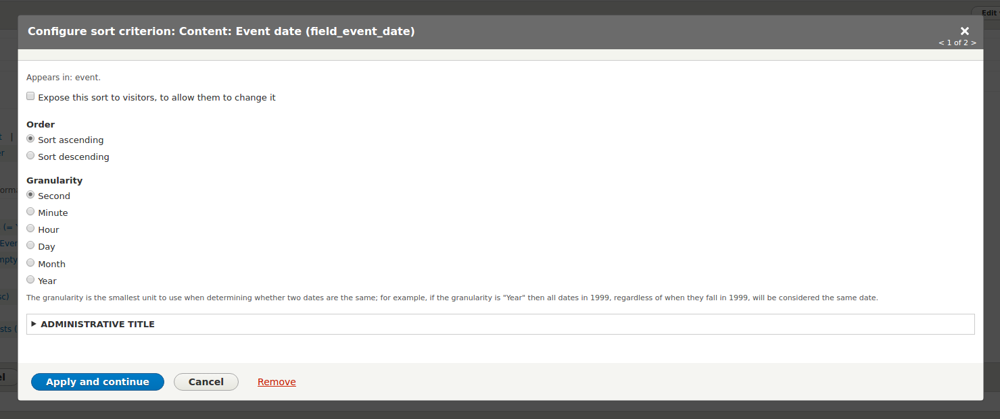 Edit
Configure sort criterion: Content: Event date (field_event_date)
< 1 of 2 >
Appears in: event.
Expose this sort to visitors, to allow them to change it
Order
Sort ascending
Sort descending
Granularity
Second
Minute
Hour
Day
Month
Year
The granularity is the smallest unit to use when determining whether two dates are the same; for example, if the granularity is "Year" then all dates in 1999, regardless of when they fall in 1999, will be considered the same date.
ADMINISTRATIVE TITLE
Apply and continue
Cancel
Remove